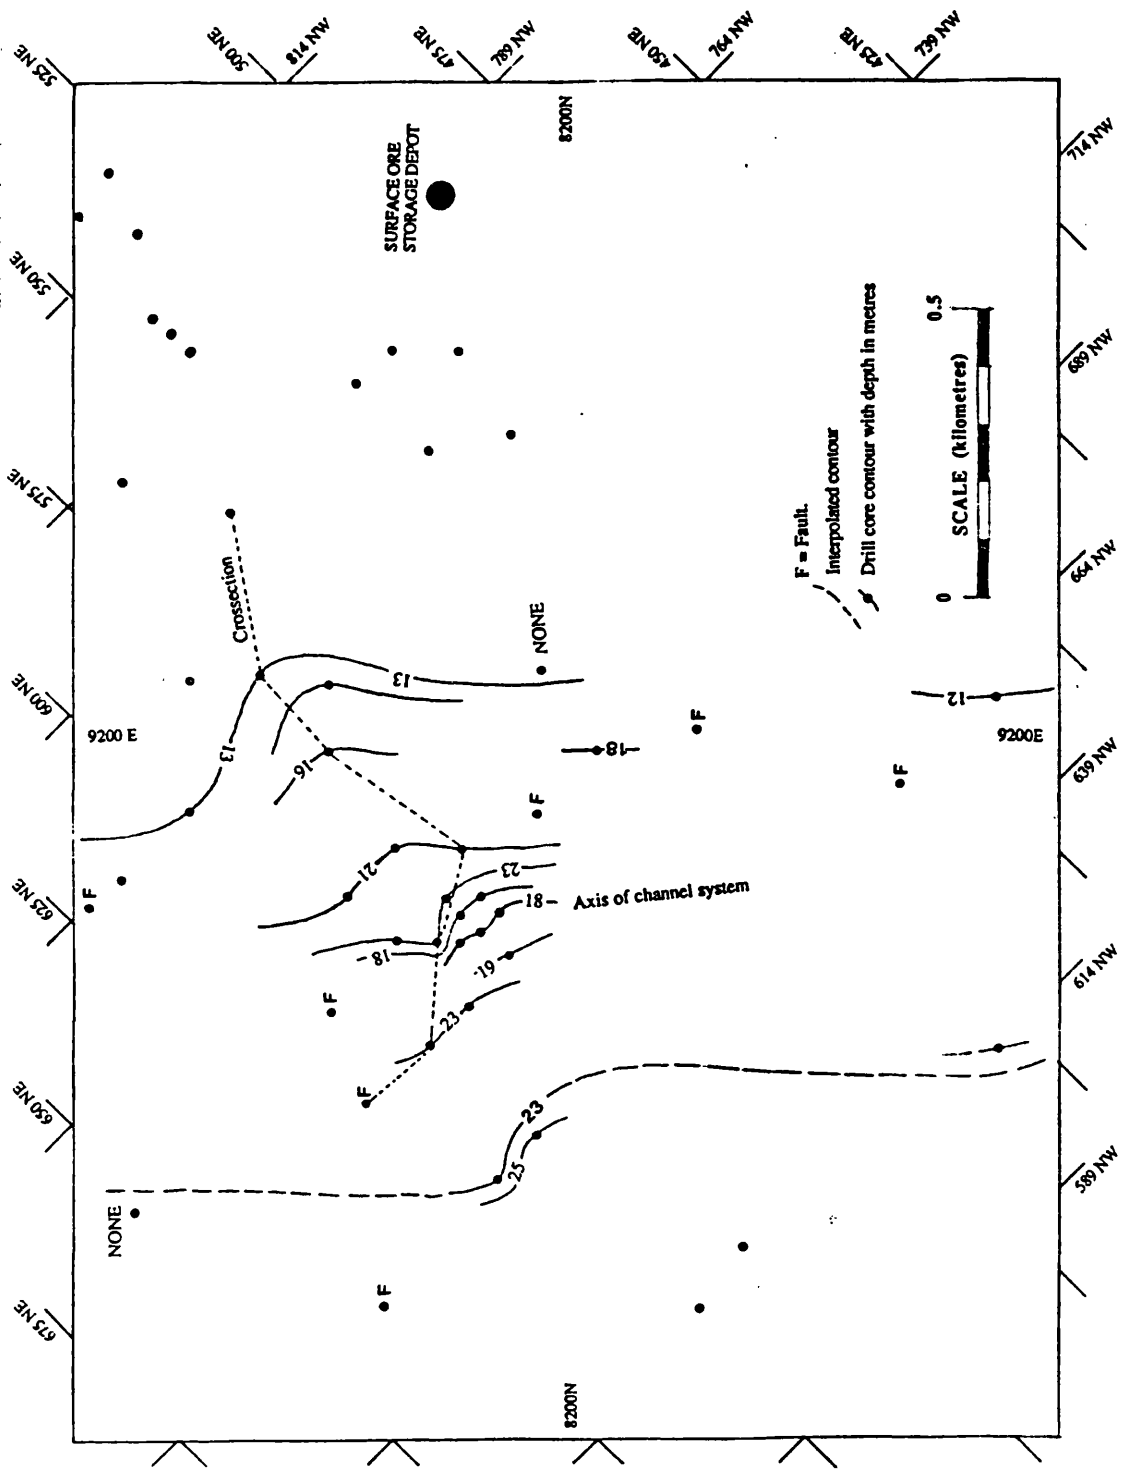 525 NE
500 NE
814 NW
475 NE
789 NW
450 NE
764 NW
425 NE
739 NW
8200N
714 NW
SURFACE ORE
STORAGE DEPOT
550 NE
689 NW
0.5
SCALE (kilometres)
0
F = Fault.
Interpolated contour
Drill core contour with depth in metres
575 NE
664 NW
Crossection
NONE
13
13
12
600 NE
9200 E
9200E
16
18
F
F
F
639 NW
21
23
F
625 NE
18
Axis of channel system
18
19
23
F
614 NW
F
650 NE
23
25
589 NW
NONE
F
675 NE
8200N